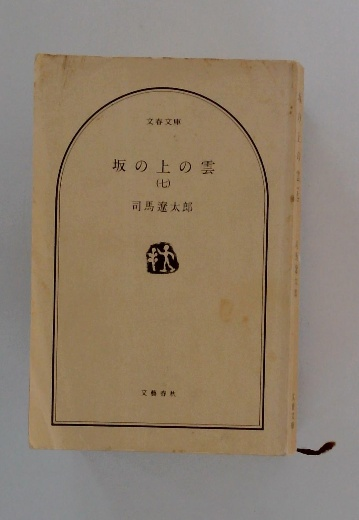 文春文庫
坂の上の雲
(七)
司馬遼太郎
文藝春秋